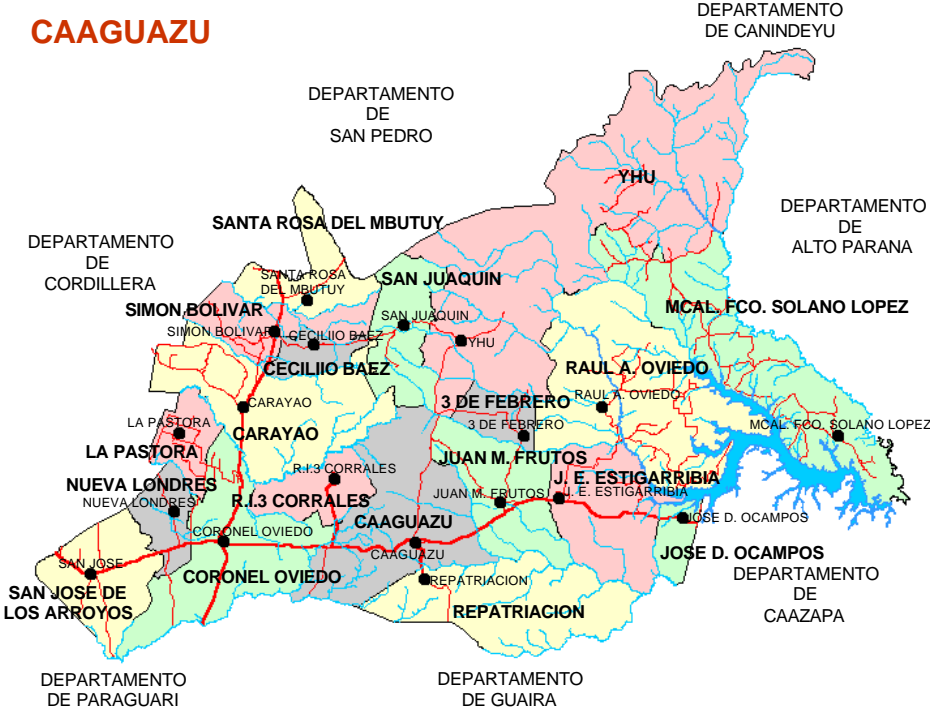 DEPARTAMENTO
DE CANINDEYU
CAAGUAZU
DEPARTAMENTO
DE
SAN PEDRO
YHU
DEPARTAMENTO
DE
ALTO PARANA
SANTA ROSA DEL MBUTUY
DEPARTAMENTO
DE
CORDILLERA
SANTA ROSA
DEL MBUTUY
SAN JUAQUIN
SIMON BOLIVAR
MCAL. FCO. SOLANO LOPEZ
SAN JUAQUIN
SIMON BOLIVAR
CECILIIO BAEZ
YHU
CECILIIO BAEZ
RAUL A. OVIEDO
RAUL A. OVIEDO
3 DE FEBRERO
CARAYAO
LA PASTORA
3 DE FEBRERO
MCAL. FCO. SOLANO LOPEZ
CARAYAO
LA PASTORA
JUAN M. FRUTOS
R.I.3 CORRALES
J. E. ESTIGARRIBIA
NUEVA LONDRES
J. E. ESTIGARRIBIA
NUEVA LONDRES
R.I.3 CORRALES
JUAN M. FRUTOS
JOSE D. OCAMPOS
CAAGUAZU
CORONEL OVIEDO
CAAGUAZU
JOSE D. OCAMPOS
SAN JOSE
CORONEL OVIEDO
REPATRIACION
DEPARTAMENTO
DE
CAAZAPA
SAN JOSE DE
LOS ARROYOS
REPATRIACION
DEPARTAMENTO
DE PARAGUARI
DEPARTAMENTO
DE GUAIRA